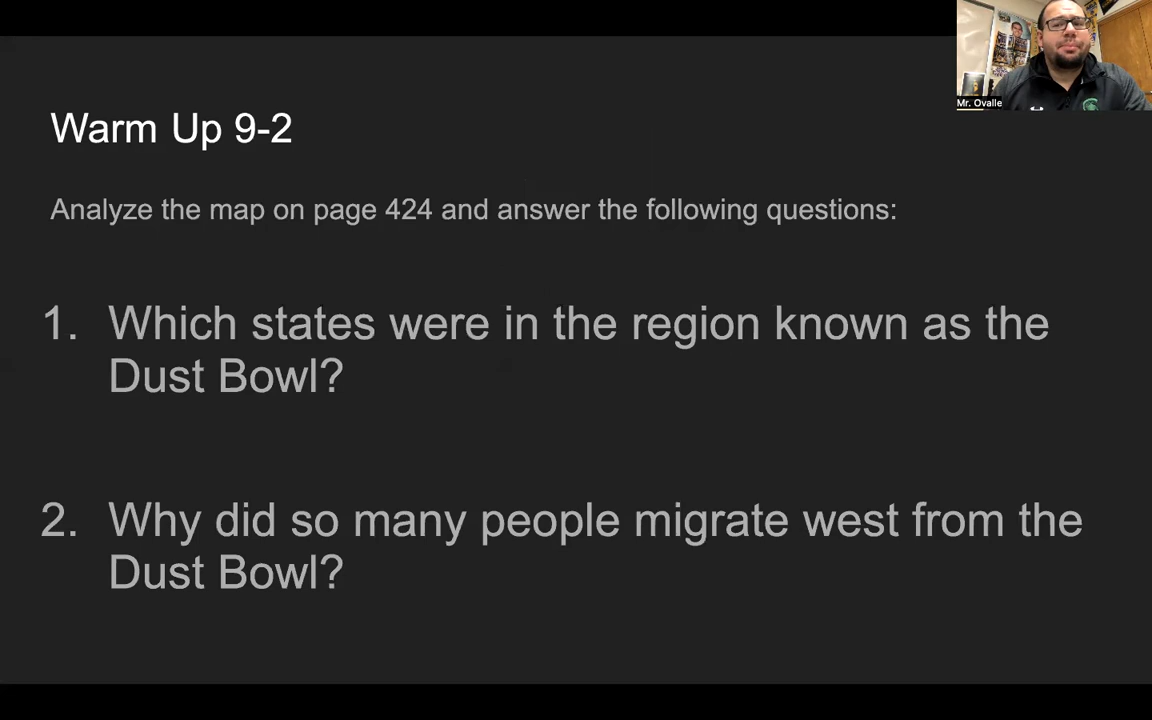 Mr. Ovalle
Warm Up 9-2
Analyze the map on page 424 and answer the following questions:
1. Which states were in the region known as the
Dust Bowl?
2. Why did so many people migrate west from the
Dust Bowl?